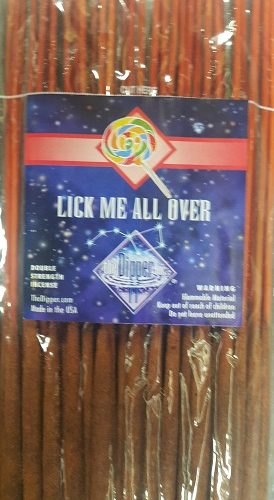 LICK ME ALL OVER
The Dipper
DOUBLE
STRENGTH
INCENSE
TheDipper.com
Made in the USA
WARNING
Flammable Material
Keep out of reach of children
Do not leave unattended